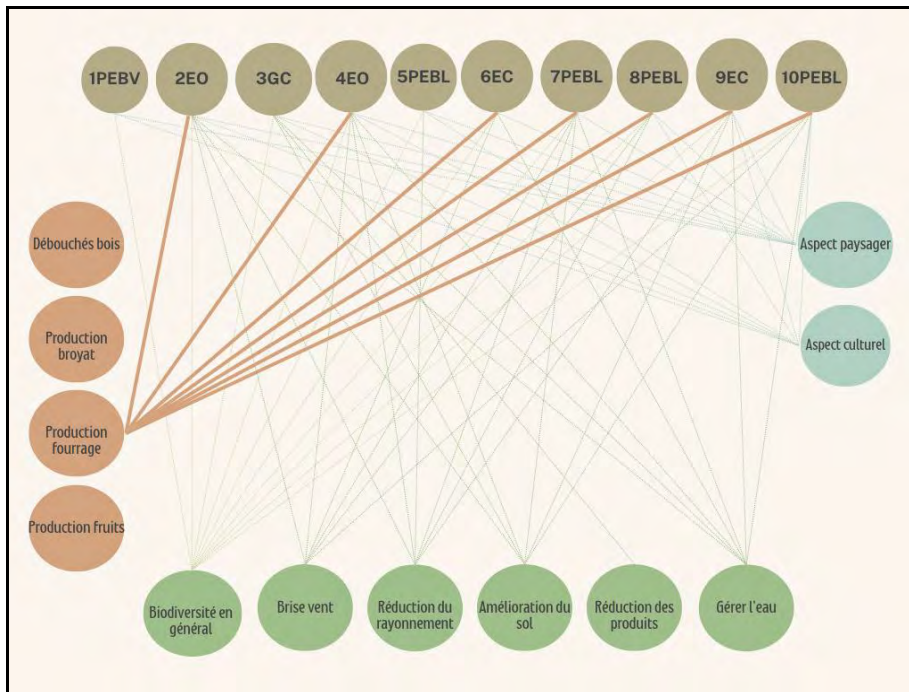 1PEBV
2EO
3GC
4EO
5PEBL
6EC
7PEBL
8PEBL
9EC
10PEBL
Débouchés bois
Production
broyat
Production
fourrage
Production fruits
Aspect paysager
Aspect culturel
Biodiversité en
général
Brise vent
Réduction du
rayonnement
Amélioration du
sol
Réduction des
produits
Gérer l'eau